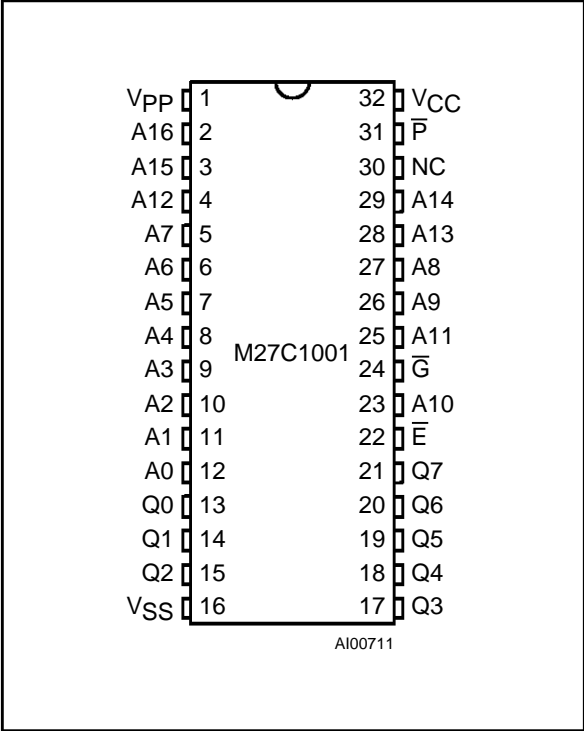 VPP 1 32 VCC
A16 2 31 P̅
A15 3 30 NC
A12 4 29 A14
A7 5 28 A13
A6 6 27 A8
A5 7 26 A9
A4 8 25 A11
M27C1001
A3 9 24 G̅
A2 10 23 A10
A1 11 22 E̅
A0 12 21 Q7
Q0 13 20 Q6
Q1 14 19 Q5
Q2 15 18 Q4
VSS 16 17 Q3
AI00711